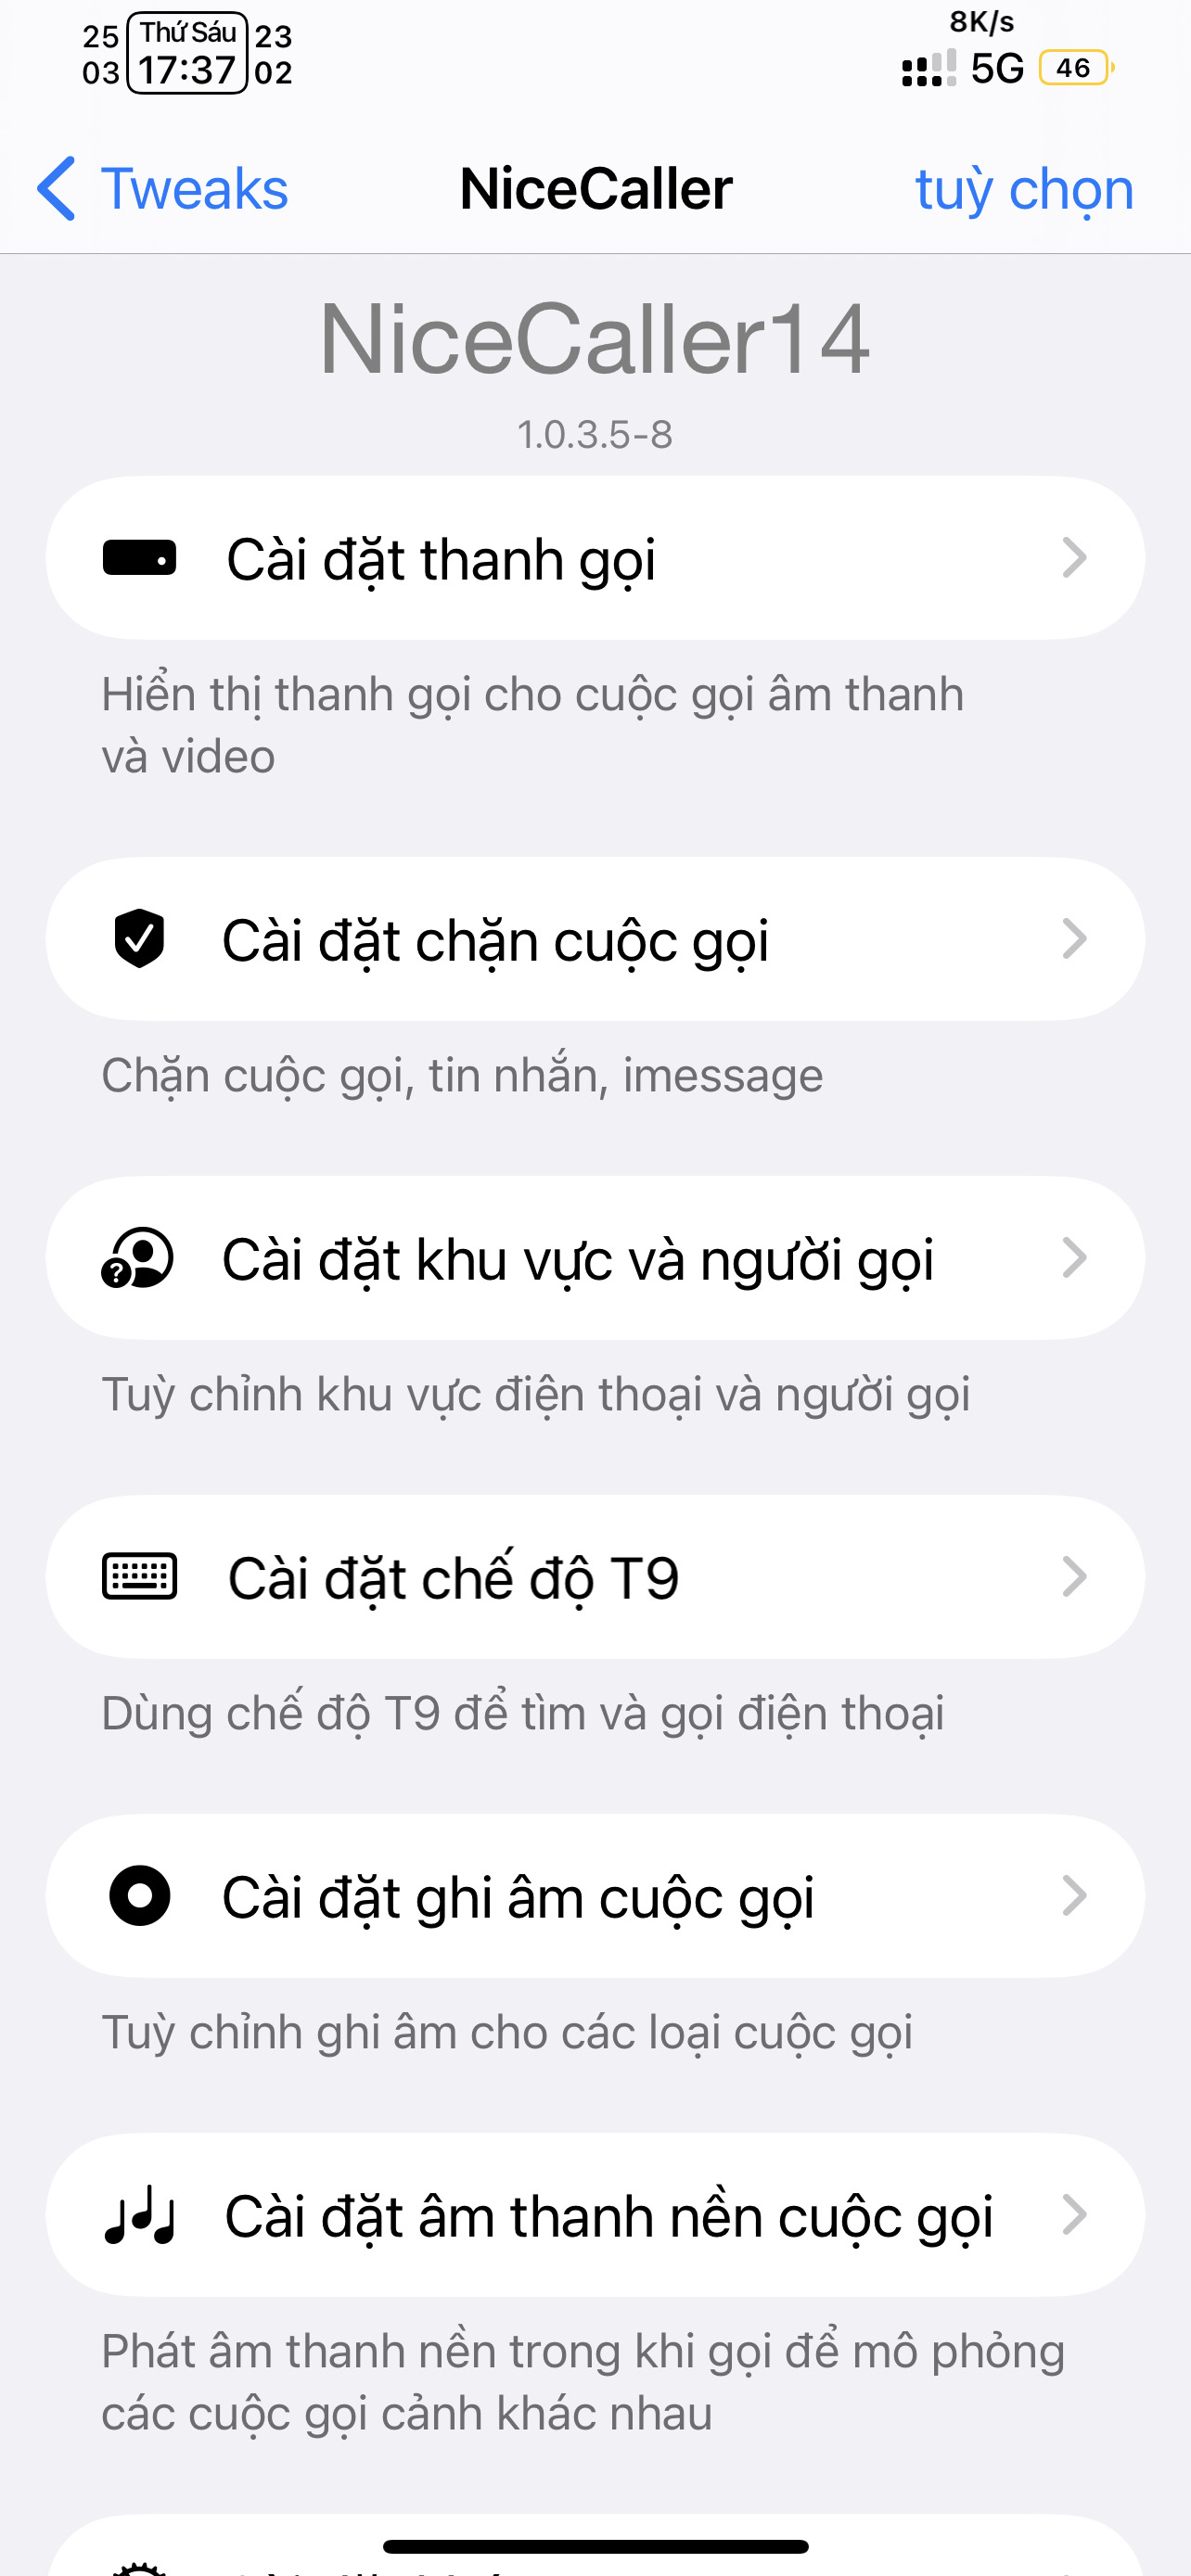 8K/s
25 Thứ Sáu 23
03 17:37 02
5G 46
Tweaks NiceCaller tuỳ chọn
NiceCaller14
1.0.3.5-8
Cài đặt thanh gọi
Hiển thị thanh gọi cho cuộc gọi âm thanh
và video
Cài đặt chặn cuộc gọi
Chặn cuộc gọi, tin nhắn, imessage
Cài đặt khu vực và người gọi
Tuỳ chỉnh khu vực điện thoại và người gọi
Cài đặt chế độ T9
Dùng chế độ T9 để tìm và gọi điện thoại
Cài đặt ghi âm cuộc gọi
Tuỳ chỉnh ghi âm cho các loại cuộc gọi
Cài đặt âm thanh nền cuộc gọi
Phát âm thanh nền trong khi gọi để mô phỏng
các cuộc gọi cảnh khác nhau